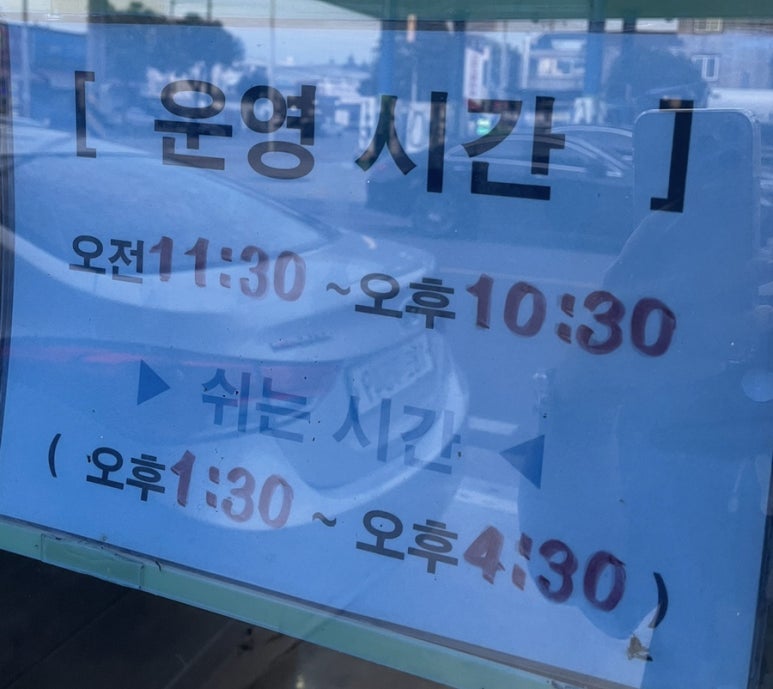 [ 운영 시간 ]
오전11:30 ~오후10:30
▶ 쉬는 시간 ◀
( 오후1:30 ~ 오후4:30 )